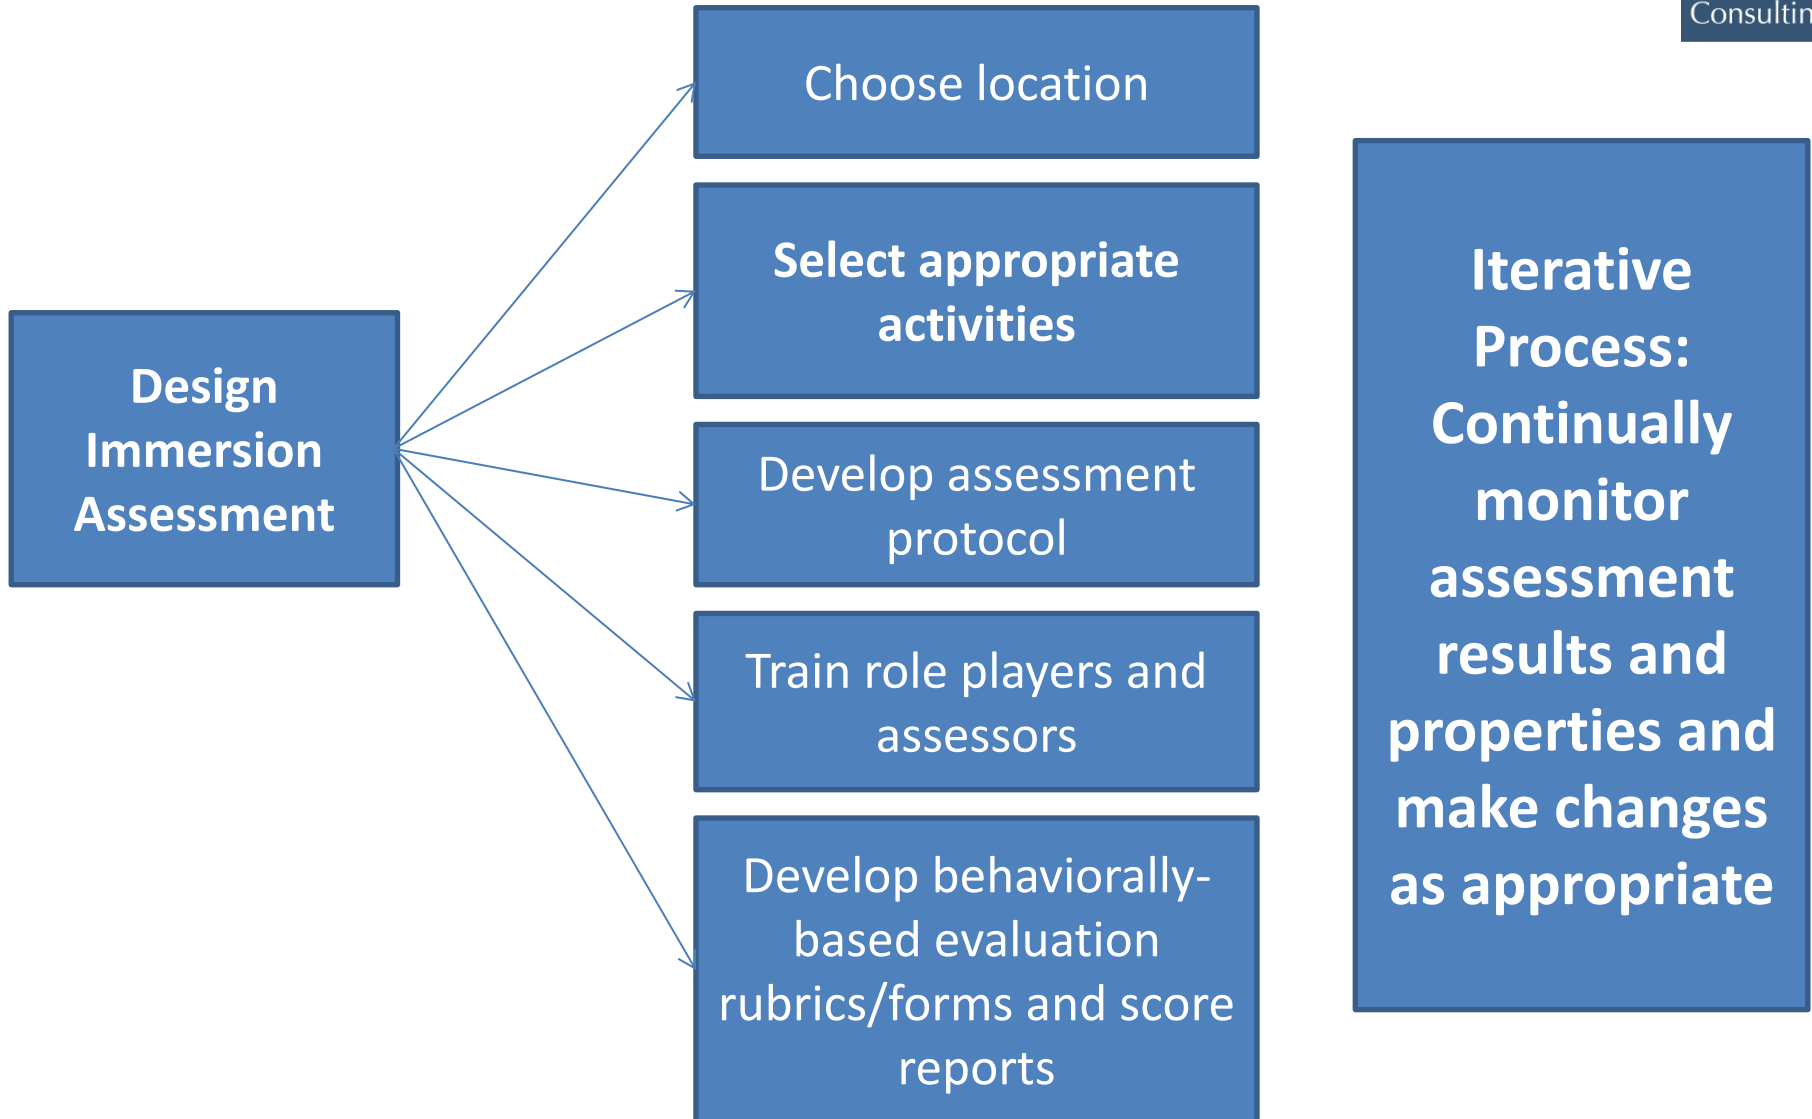 Consultin
Choose location
Select appropriate
activities
Design
Immersion
Assessment
Develop assessment
protocol
Train role players and
assessors
Develop behaviorally-
based evaluation
rubrics/forms and score
reports
Iterative
Process:
Continually
monitor
assessment
results and
properties and
make changes
as appropriate